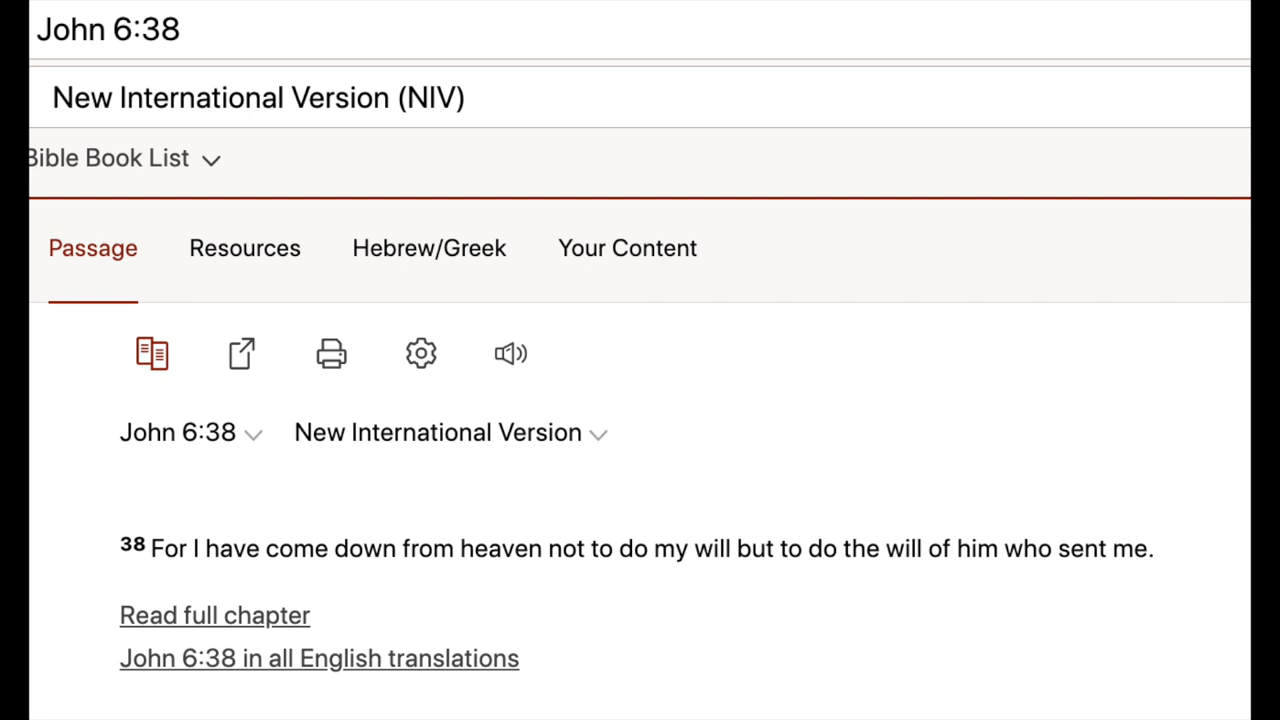 John 6:38
New International Version (NIV)
Bible Book List
Passage Resources Hebrew/Greek Your Content
John 6:38 New International Version
38 For I have come down from heaven not to do my will but to do the will of him who sent me.
Read full chapter
John 6:38 in all English translations